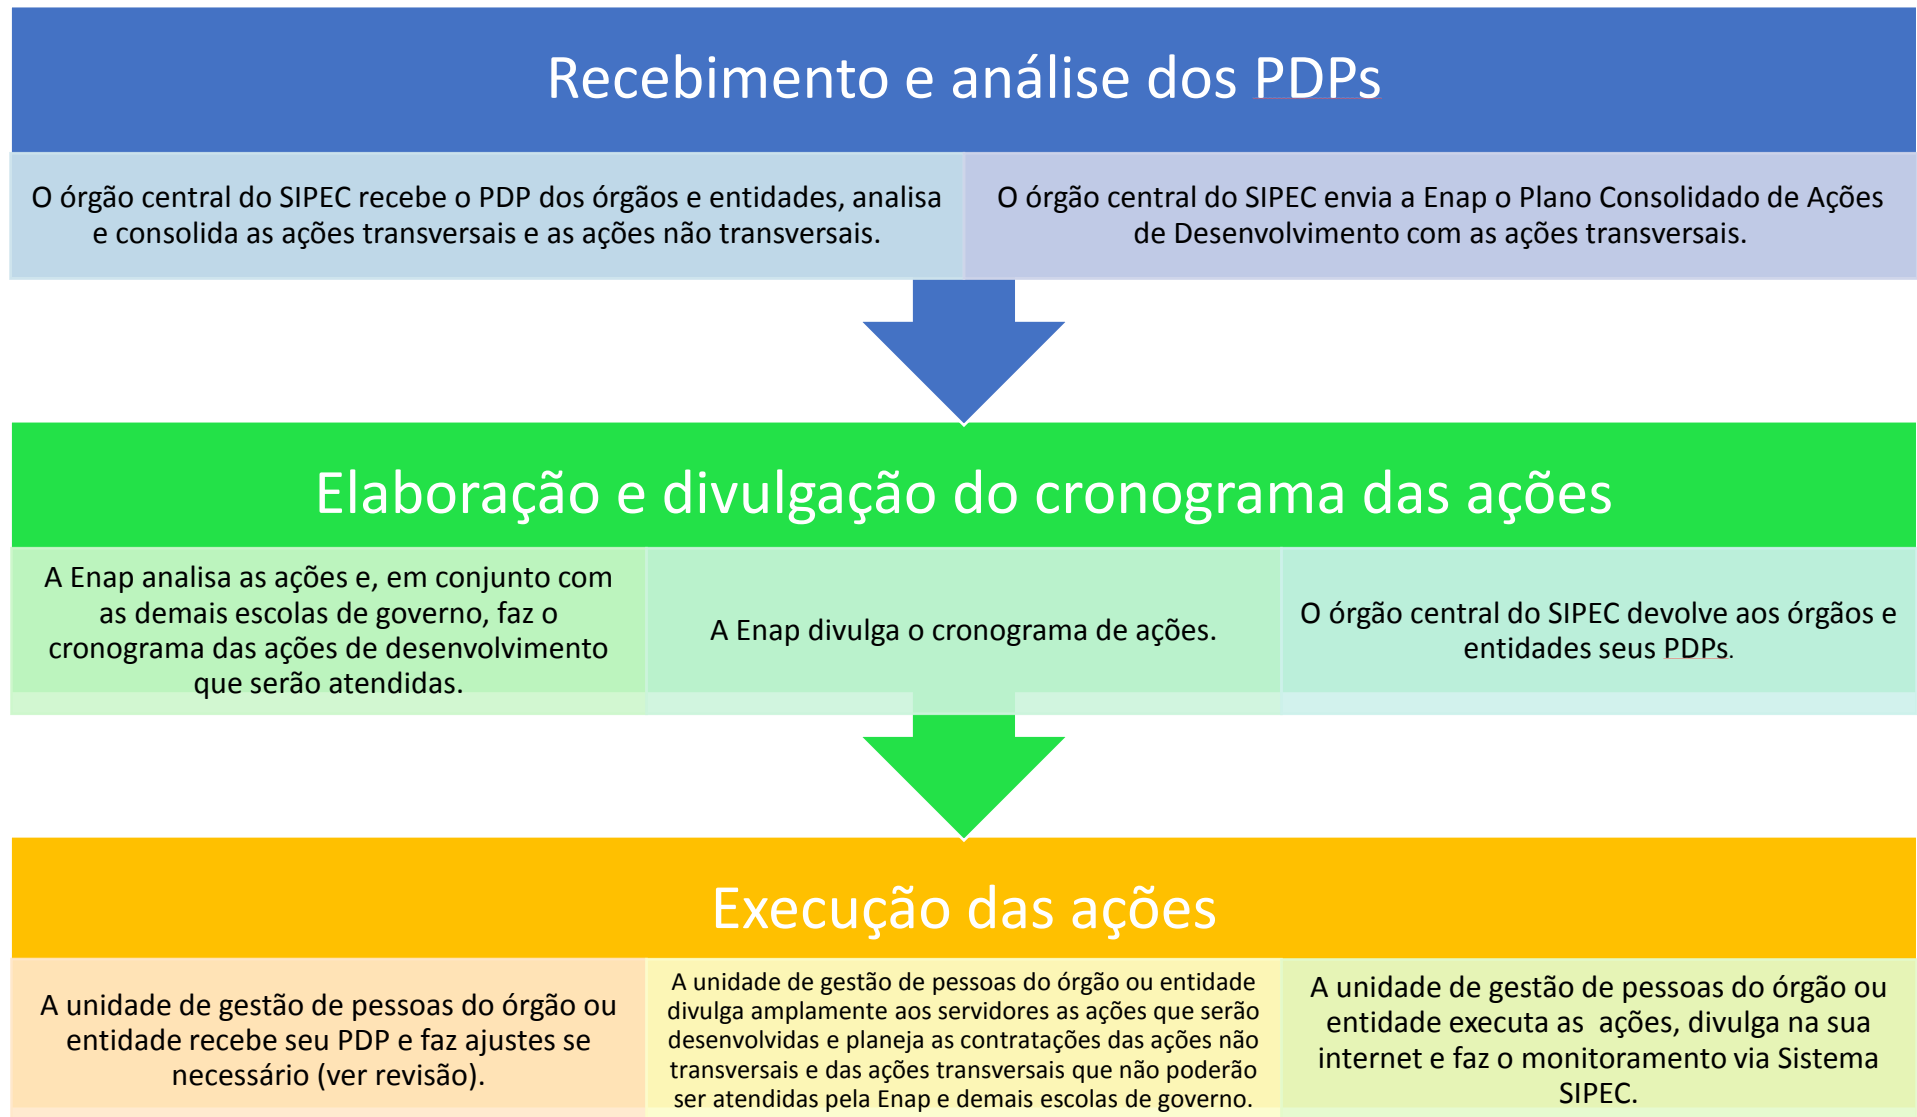 Recebimento e análise dos PDPs
O órgão central do SIPEC recebe o PDP dos órgãos e entidades, analisa
e consolida as ações transversais e as ações não transversais.
O órgão central do SIPEC envia a Enap o Plano Consolidado de Ações
de Desenvolvimento com as ações transversais.
Elaboração e divulgação do cronograma das ações
A Enap analisa as ações e, em conjunto com
as demais escolas de governo, faz o
cronograma das ações de desenvolvimento
que serão atendidas.
A Enap divulga o cronograma de ações.
O órgão central do SIPEC devolve aos órgãos e
entidades seus PDPs.
Execução das ações
A unidade de gestão de pessoas do órgão ou
entidade recebe seu PDP e faz ajustes se
necessário (ver revisão).
A unidade de gestão de pessoas do órgão ou entidade
divulga amplamente aos servidores as ações que serão
desenvolvidas e planeja as contratações das ações não
transversais e das ações transversais que não poderão
ser atendidas pela Enap e demais escolas de governo.
A unidade de gestão de pessoas do órgão ou
entidade executa as  ações, divulga na sua
internet e faz o monitoramento via Sistema
SIPEC.